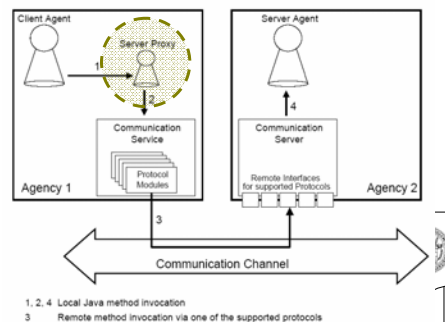 Client Agent
Server Proxy
1
2
Communication
Service
Protocol
Modules
Agency 1
Server Agent
4
Communication
Server
Remote Interfaces
for supported Protocols
Agency 2
3
Communication Channel
1, 2, 4 Local Java method invocation
3 Remote method invocation via one of the supported protocols